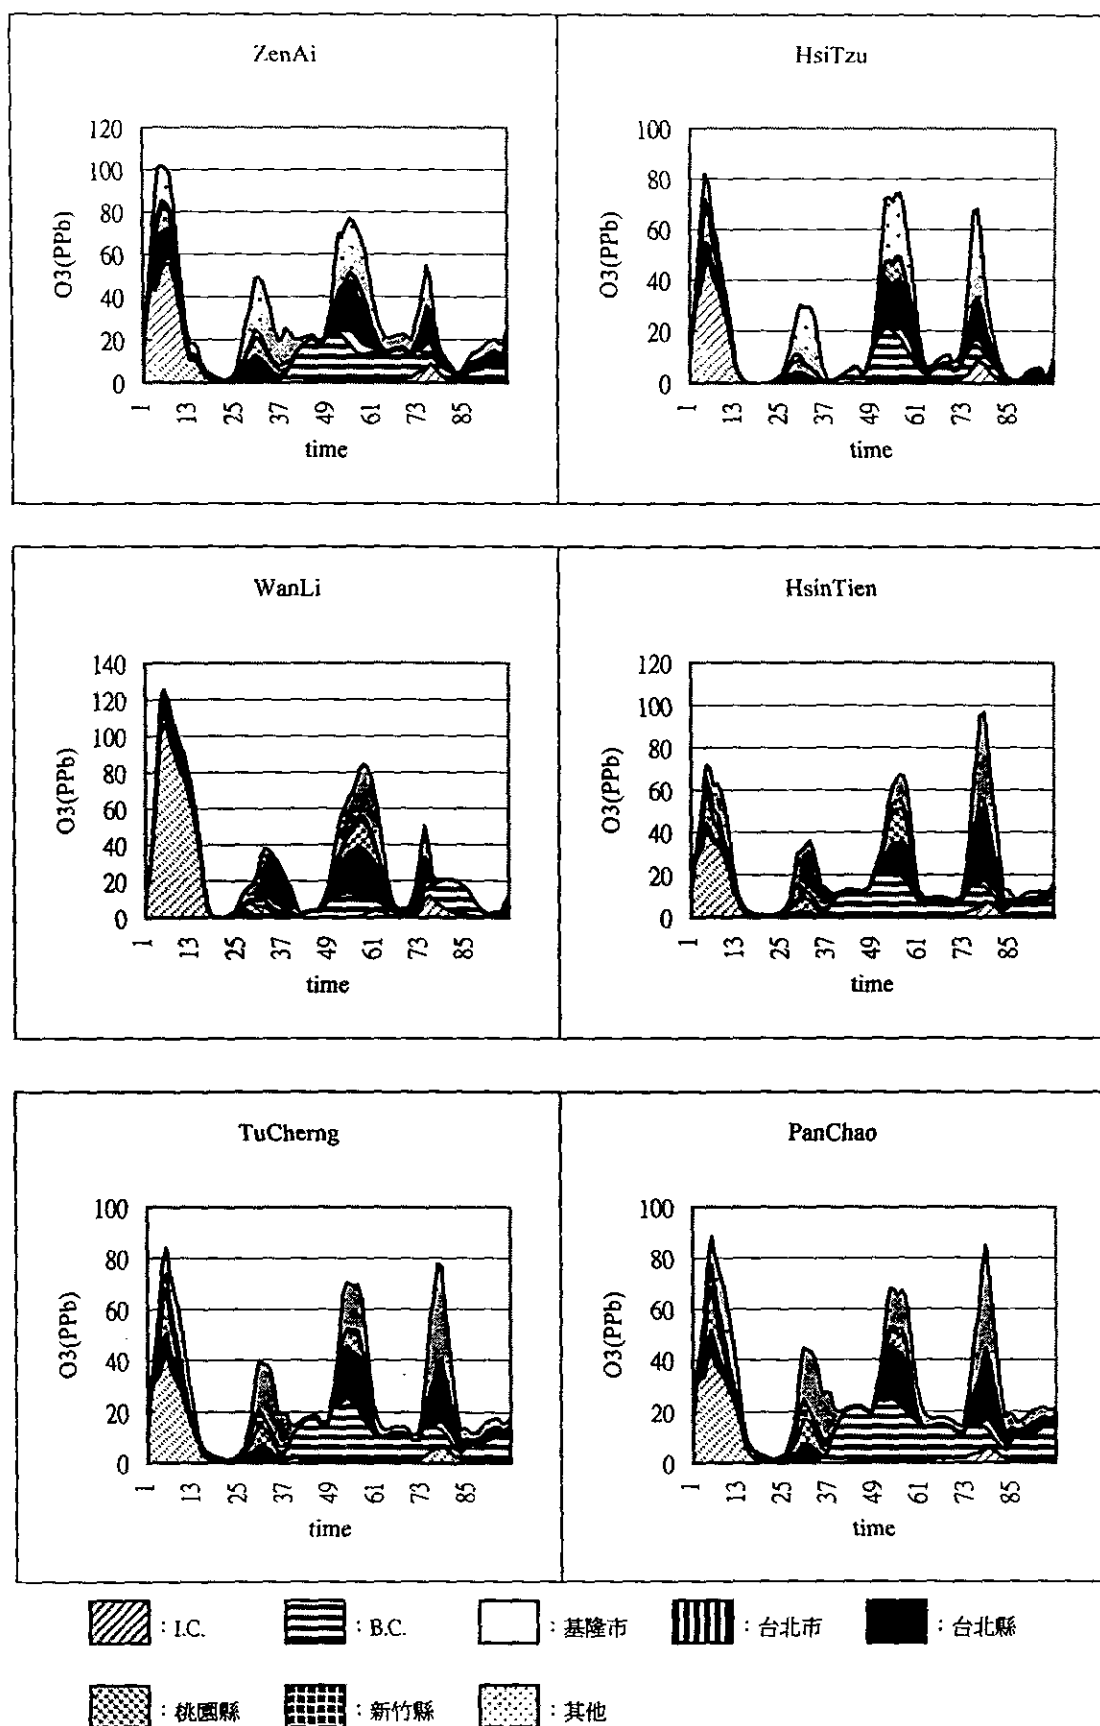 ZenAi
O3(PPb)
120
100
80
60
40
20
0
1 13 25 37 49 61 73 85
time
HsiTzu
O3(PPb)
100
80
60
40
20
0
1 13 25 37 49 61 73 85
time
WanLi
O3(PPb)
140
120
100
80
60
40
20
0
1 13 25 37 49 61 73 85
time
HsinTien
O3(PPb)
120
100
80
60
40
20
0
1 13 25 37 49 61 73 85
time
TuCherng
O3(PPb)
100
80
60
40
20
0
1 13 25 37 49 61 73 85
time
PanChao
O3(PPb)
100
80
60
40
20
0
1 13 25 37 49 61 73 85
time
: I.C. : B.C. : 基隆市 : 台北市 : 台北縣
: 桃園縣 : 新竹縣 : 其他